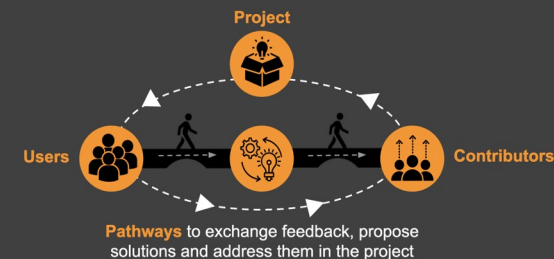 Project
Users
Contributors
Pathways to exchange feedback, propose
solutions and address them in the project